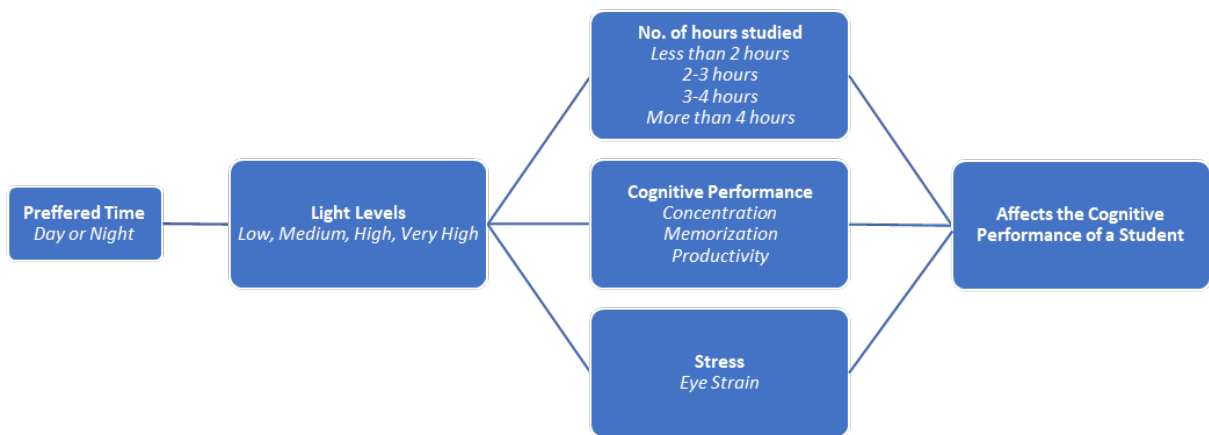 Preffered Time
Day or Night
Light Levels
Low, Medium, High, Very High
No. of hours studied
Less than 2 hours
2-3 hours
3-4 hours
More than 4 hours
Cognitive Performance
Concentration
Memorization
Productivity
Stress
Eye Strain
Affects the Cognitive
Performance of a Student